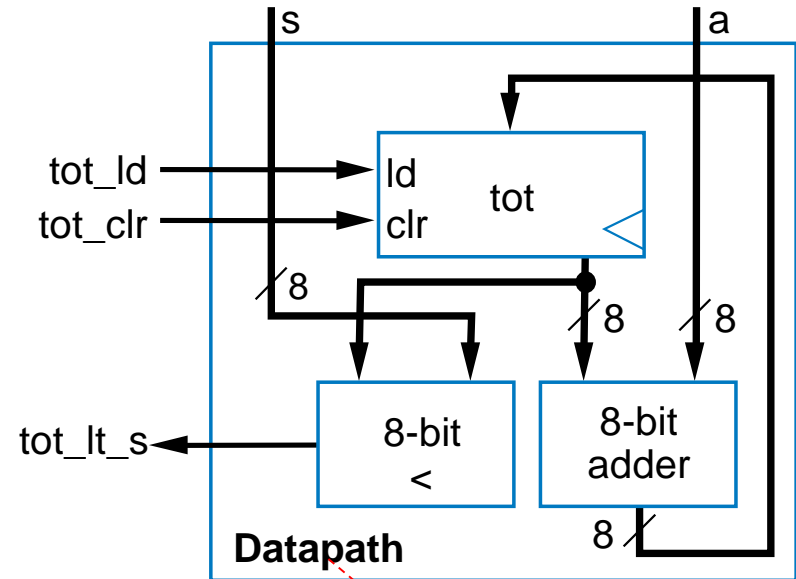 s
a
tot_ld
ld
tot
tot_clr
clr
8
8
8
8-bit
<
8-bit
adder
tot_lt_s
8
Datapath